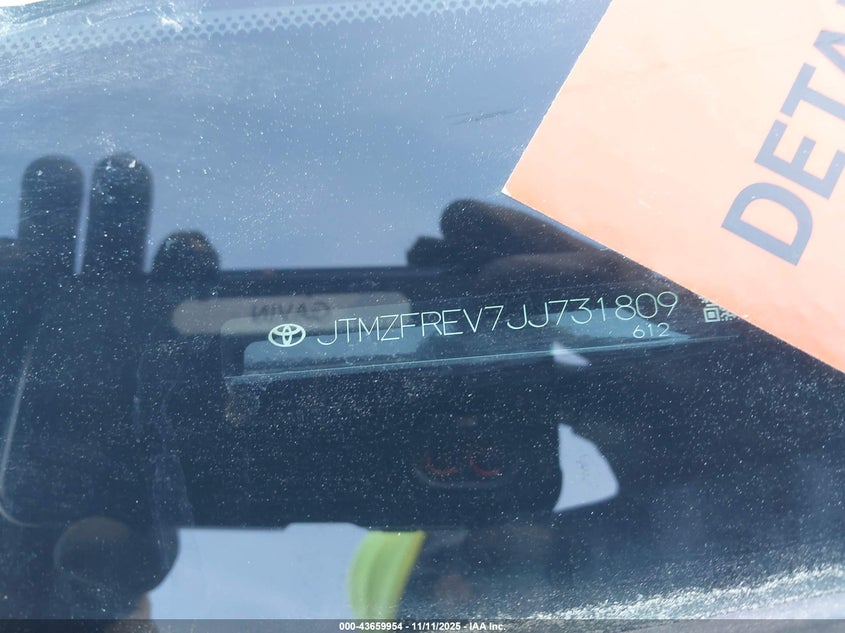 DETA
JTMZFREV7JJ731809
612
000-43659954 - 11/11/2025 - IAA Inc.